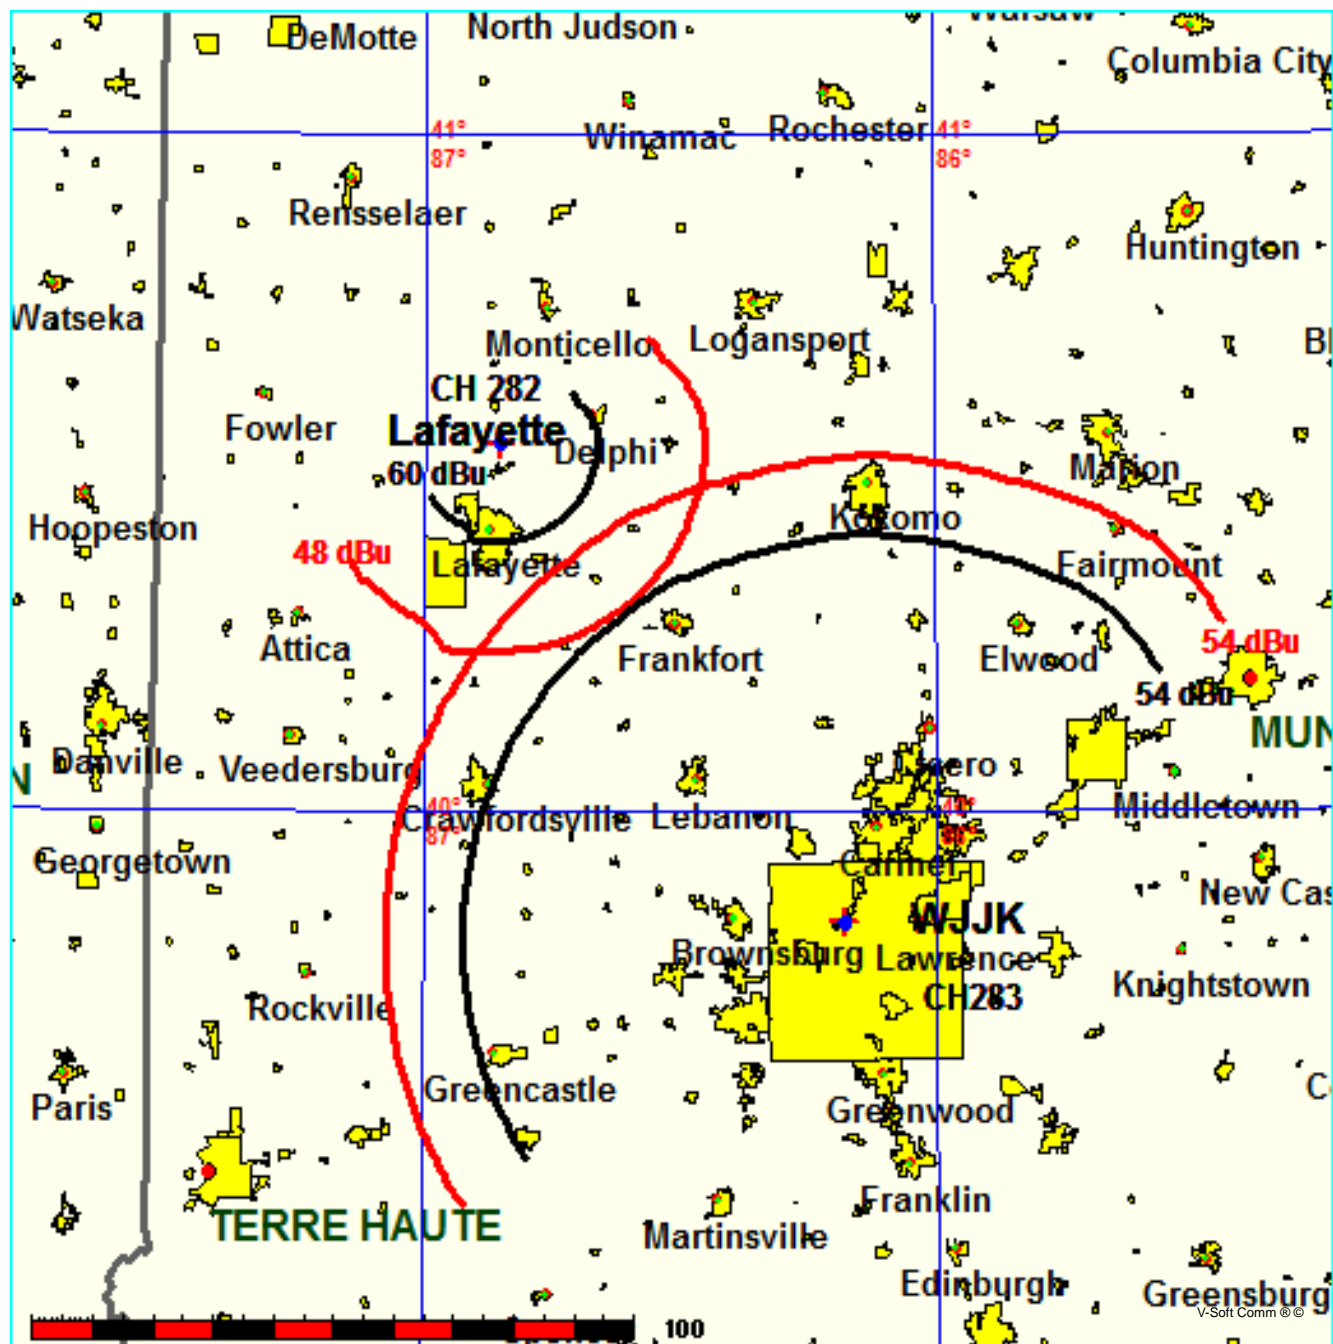 Warsaw
North Judson
DeMotte
Columbia City
41°
41°
Winamac
Rochester
87°
86°
Rensselaer
Huntington
Watseka
Monticello
Logansport
CH 282
Fowler
Lafayette
Delphi
60 dBu
Marion
Hoopeston
Kokomo
48 dBu
Lafayette
Fairmount
Attica
Frankfort
Elwood
54 dBu
54 dBu
MUN
Danville
Veedersburg
Cicero
N
40°
40°
Middletown
Crawfordsville
Lebanon
87°
86°
Georgetown
Carmel
New Cas
WJJK
Brownsburg
Lawrence
Knightstown
CH283
Rockville
Greencastle
Paris
Greenwood
Franklin
TERRE HAUTE
Martinsville
Edinburgh
Greensburg
V-Soft Comm ® ©
100